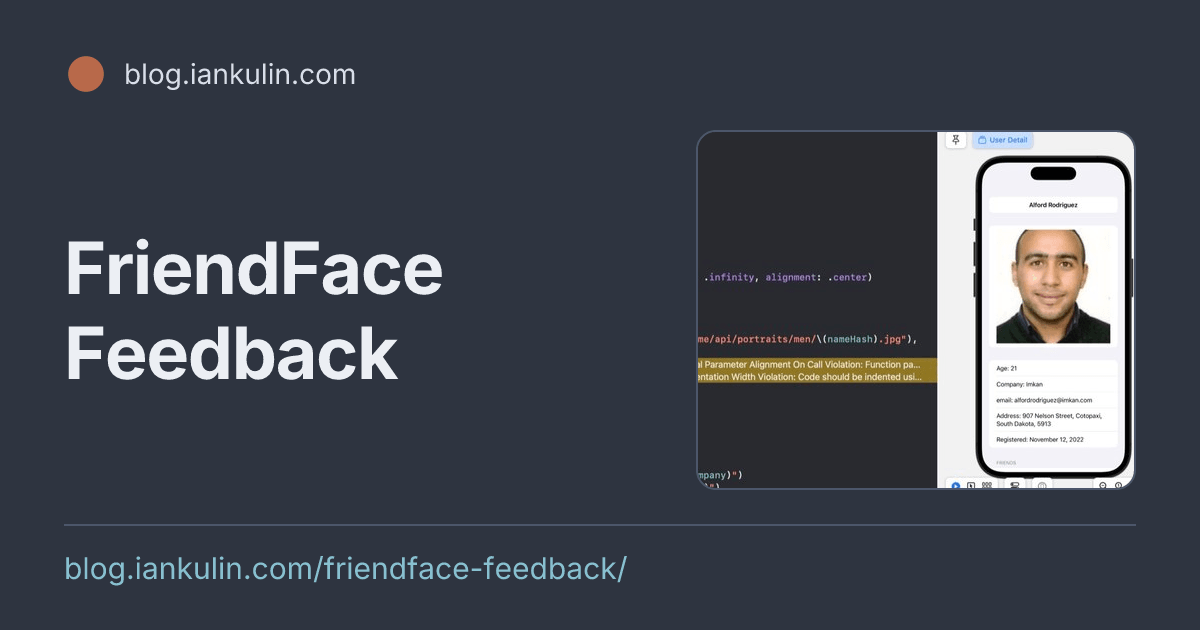 blog.iankulin.com
FriendFace
Feedback
User Detail
Alford Rodriguez
.infinity, alignment: .center)
me/api/portraits/men/\(nameHash).jpg"),
al Parameter Alignment On Call Violation: Function pa...
entation Width Violation: Code should be indented usi...
Age: 21
Company: Imkan
email: alfordrodriguez@imkan.com
Address: 907 Nelson Street, Cotopaxi,
South Dakota, 5913
Registered: November 12, 2022
FRIENDS
mpany)")
blog.iankulin.com/friendface-feedback/